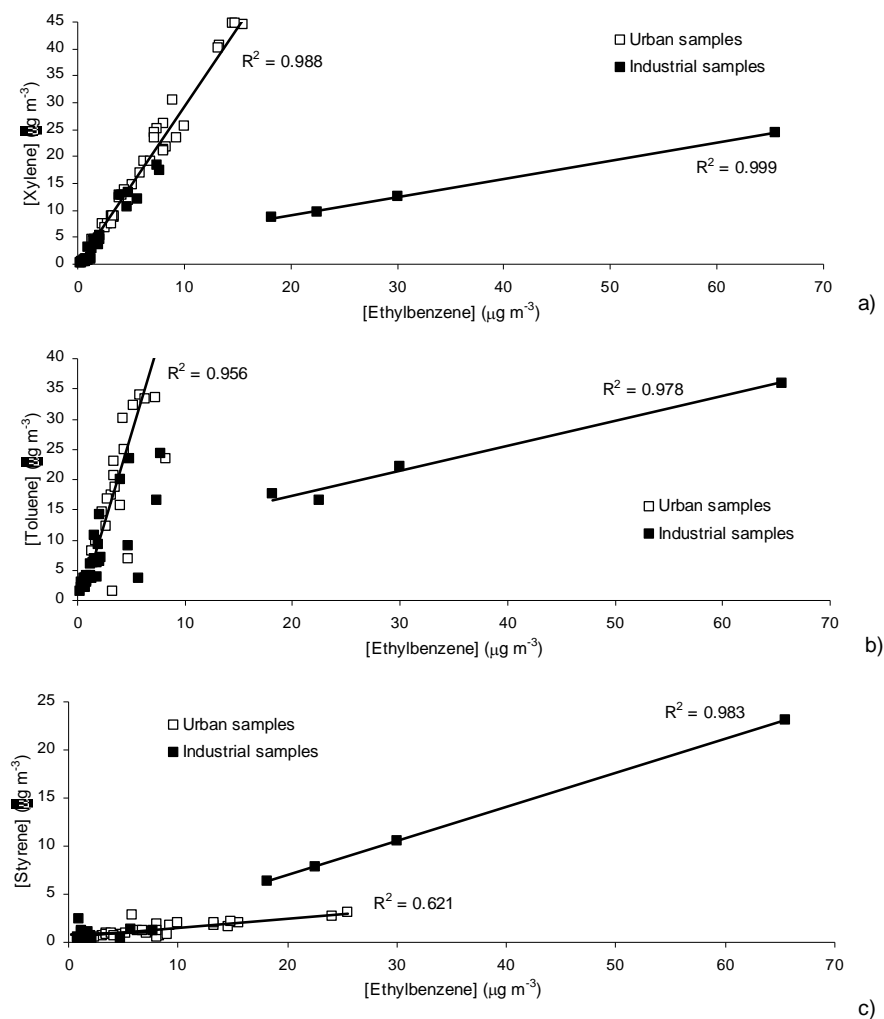 45
40
35
30
25
20
15
10
5
0
[Xylene] (μg m-3)
R2 = 0.988
Urban samples
Industrial samples
R2 = 0.999
0 10 20 30 40 50 60 70
[Ethylbenzene] (μg m-3)
a)
40
35
30
25
20
15
10
5
0
[Toluene] (μg m-3)
R2 = 0.956
R2 = 0.978
Urban samples
Industrial samples
0 10 20 30 40 50 60 70
[Ethylbenzene] (μg m-3)
b)
25
20
15
10
5
0
[Styrene] (μg m-3)
Urban samples
Industrial samples
R2 = 0.983
R2 = 0.621
0 10 20 30 40 50 60 70
[Ethylbenzene] (μg m-3)
c)